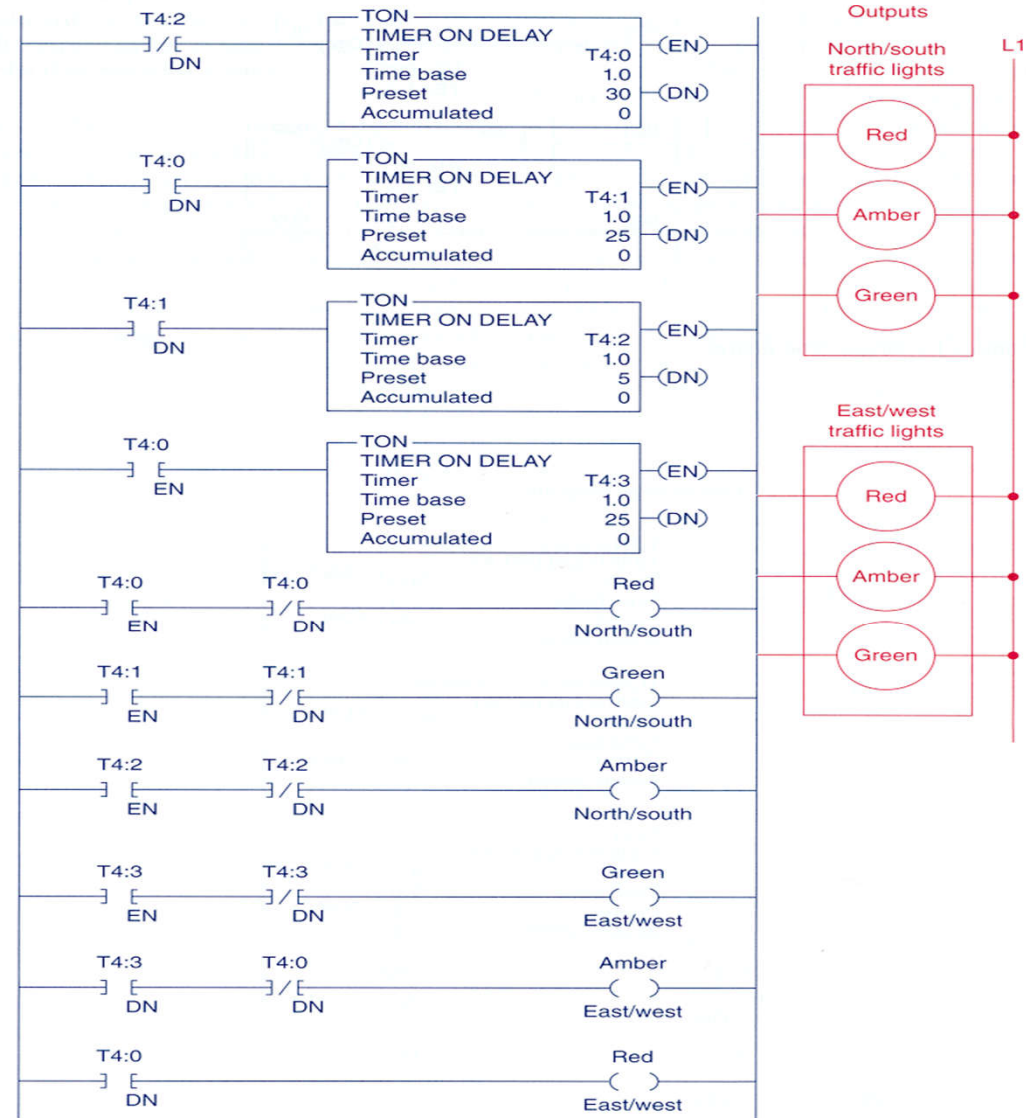 T4:2
DN
TON
TIMER ON DELAY
Timer T4:0
Time base 1.0
Preset 30
Accumulated 0
(EN)
(DN)
T4:0
DN
TON
TIMER ON DELAY
Timer T4:1
Time base 1.0
Preset 25
Accumulated 0
(EN)
(DN)
T4:1
DN
TON
TIMER ON DELAY
Timer T4:2
Time base 1.0
Preset 5
Accumulated 0
(EN)
(DN)
T4:0
EN
TON
TIMER ON DELAY
Timer T4:3
Time base 1.0
Preset 25
Accumulated 0
(EN)
(DN)
T4:0 T4:0 Red
EN DN North/south
T4:1 T4:1 Green
EN DN North/south
T4:2 T4:2 Amber
EN DN North/south
T4:3 T4:3 Green
EN DN East/west
T4:3 T4:0 Amber
DN DN East/west
T4:0 Red
DN East/west
Outputs
L1
North/south
traffic lights
Red
Amber
Green
East/west
traffic lights
Red
Amber
Green